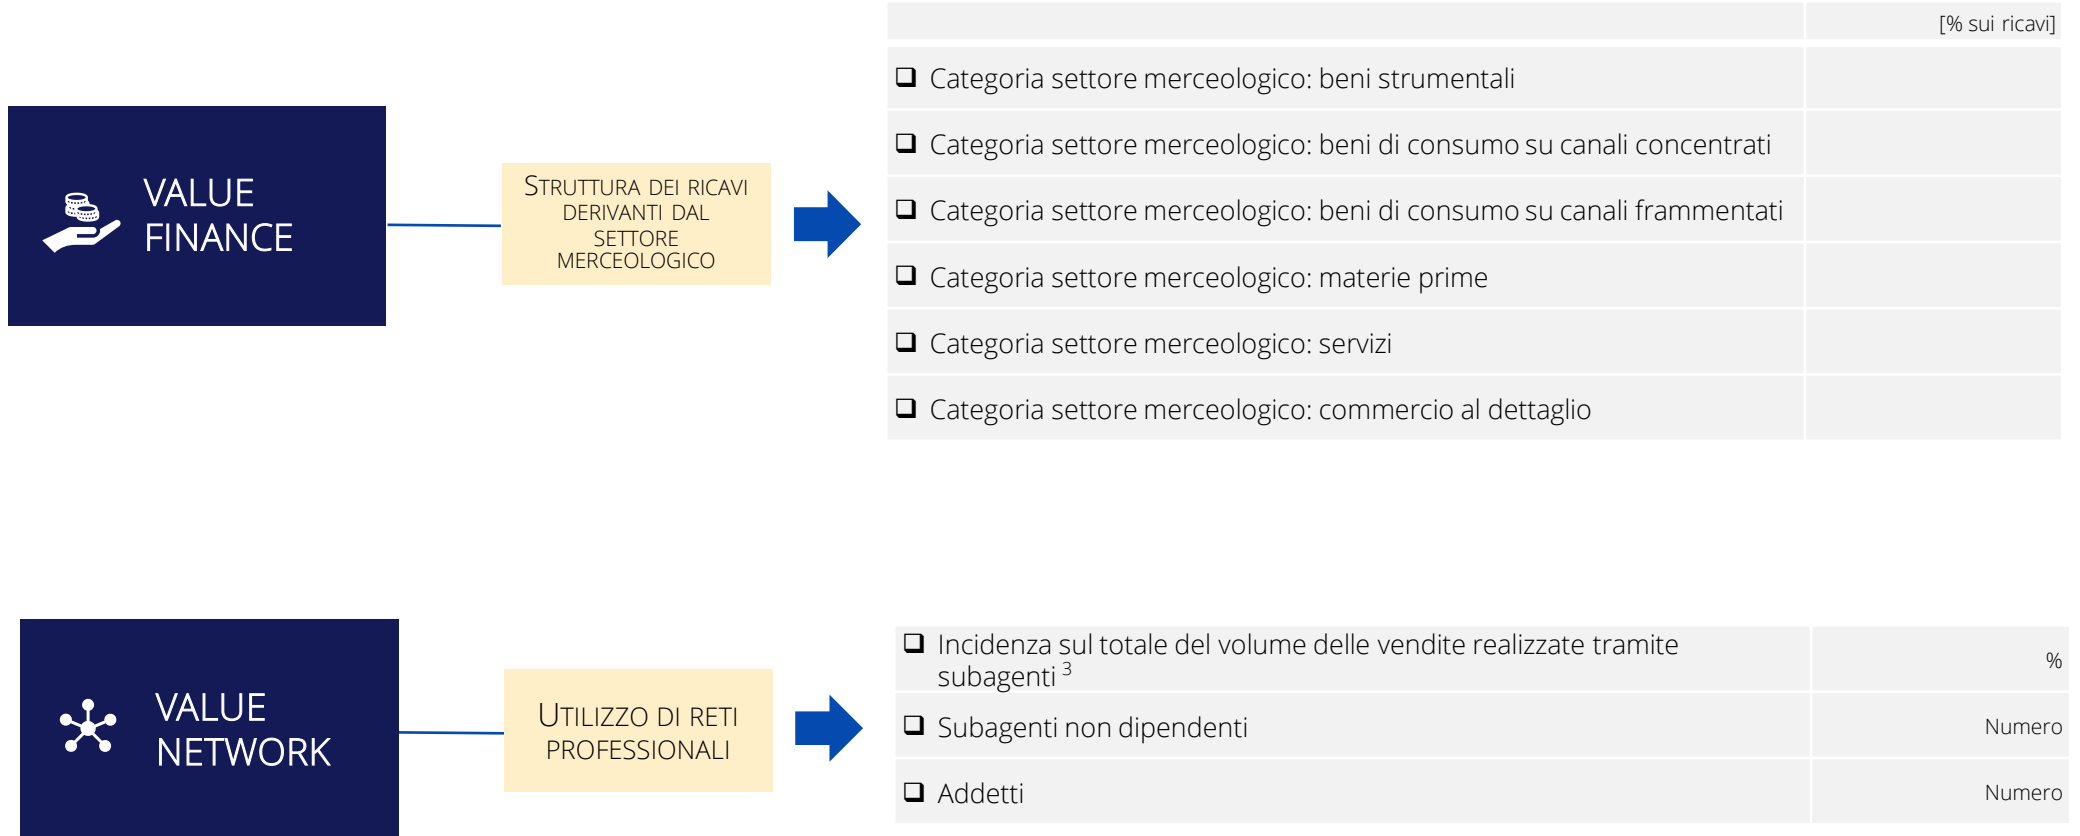 [% sui ricavi]
Categoria settore merceologico: beni strumentali
Categoria settore merceologico: beni di consumo su canali concentrati
Categoria settore merceologico: beni di consumo su canali frammentati
Categoria settore merceologico: materie prime
Categoria settore merceologico: servizi
Categoria settore merceologico: commercio al dettaglio
VALUE
FINANCE
STRUTTURA DEI RICAVI
DERIVANTI DAL
SETTORE
MERCEOLOGICO
VALUE
NETWORK
UTILIZZO DI RETI
PROFESSIONALI
Incidenza sul totale del volume delle vendite realizzate tramite
subagenti 3
%
Subagenti non dipendenti
Numero
Addetti
Numero